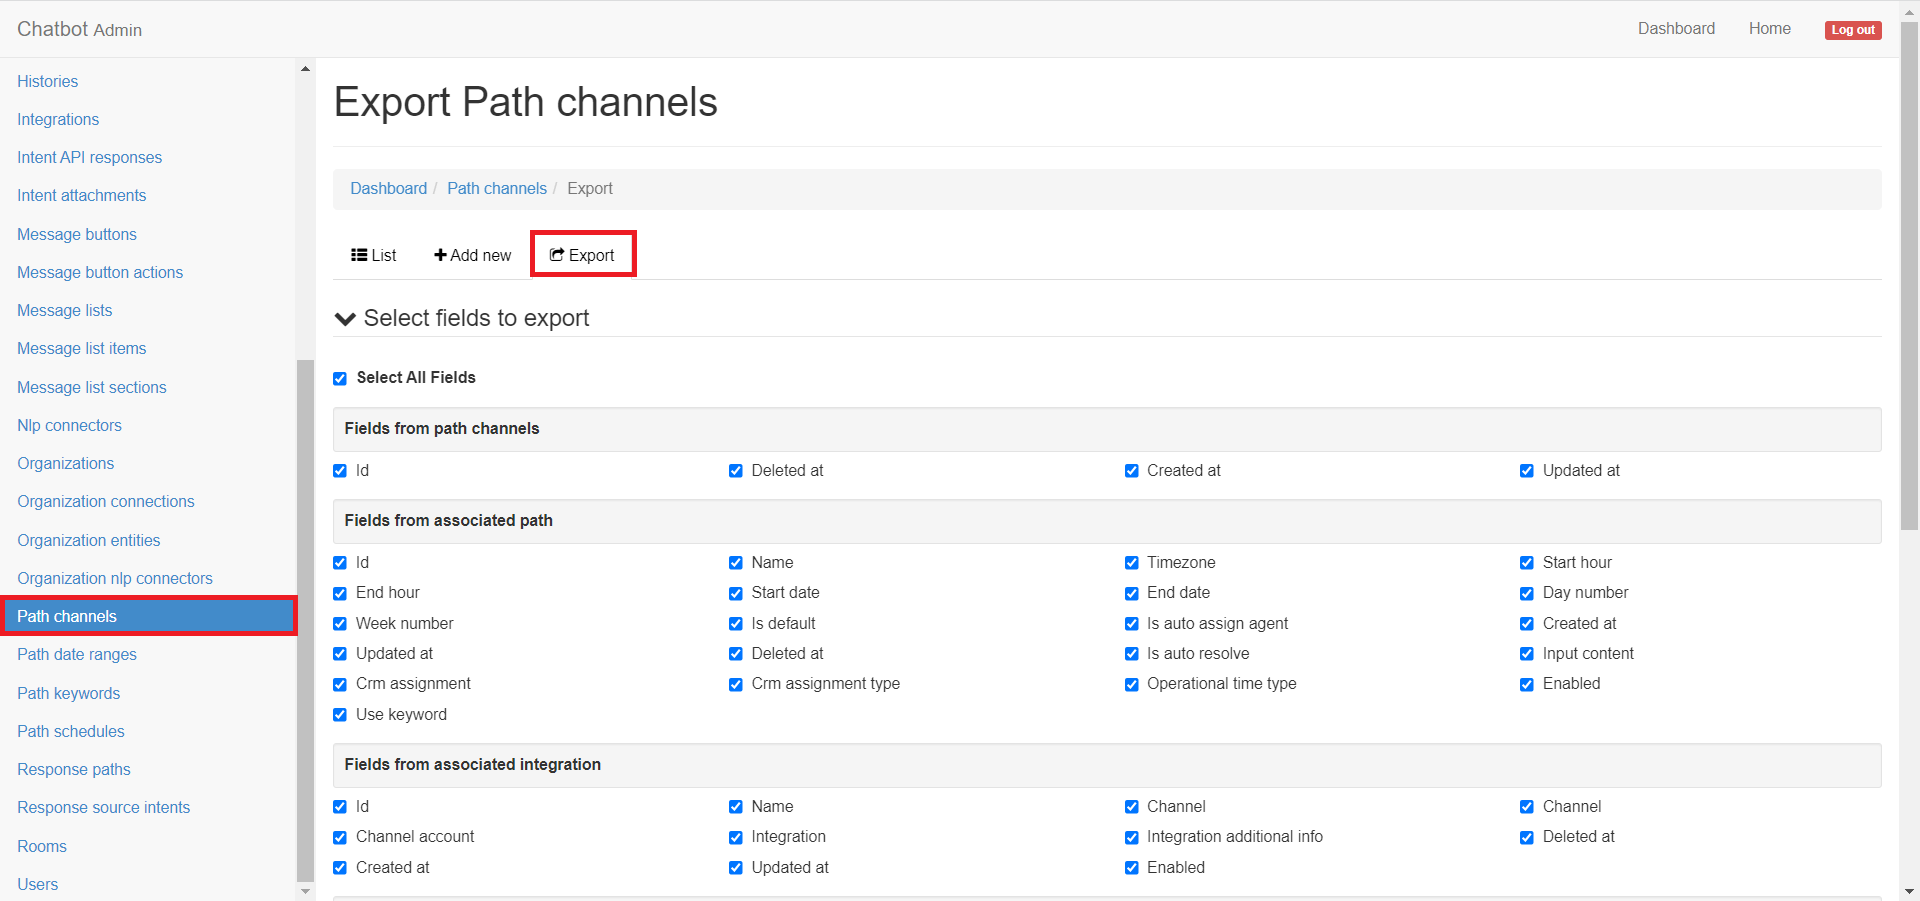 Chatbot Admin
Dashboard Home Log out
Histories
Integrations
Intent API responses
Intent attachments
Message buttons
Message button actions
Message lists
Message list items
Message list sections
Nlp connectors
Organizations
Organization connections
Organization entities
Organization nlp connectors
Path channels
Path date ranges
Path keywords
Path schedules
Response paths
Response source intents
Rooms
Users
Export Path channels
Dashboard / Path channels / Export
List Add new Export
Select fields to export
Select All Fields
Fields from path channels
Id Deleted at Created at Updated at
Fields from associated path
Id Name Timezone Start hour
End hour Start date End date Day number
Week number Is default Is auto assign agent Created at
Updated at Deleted at Is auto resolve Input content
Crm assignment Crm assignment type Operational time type Enabled
Use keyword
Fields from associated integration
Id Name Channel Channel
Channel account Integration Integration additional info Deleted at
Created at Updated at Enabled